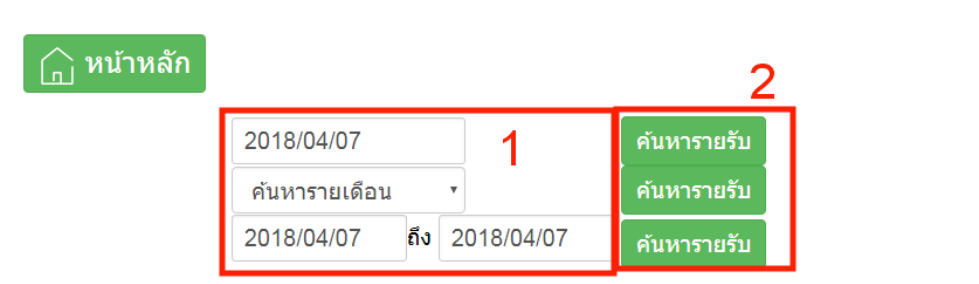 หน้าหลัก
2
2018/04/07 1 ค้นหารายรับ
ค้นหารายเดือน ค้นหารายรับ
2018/04/07 ถึง 2018/04/07 ค้นหารายรับ